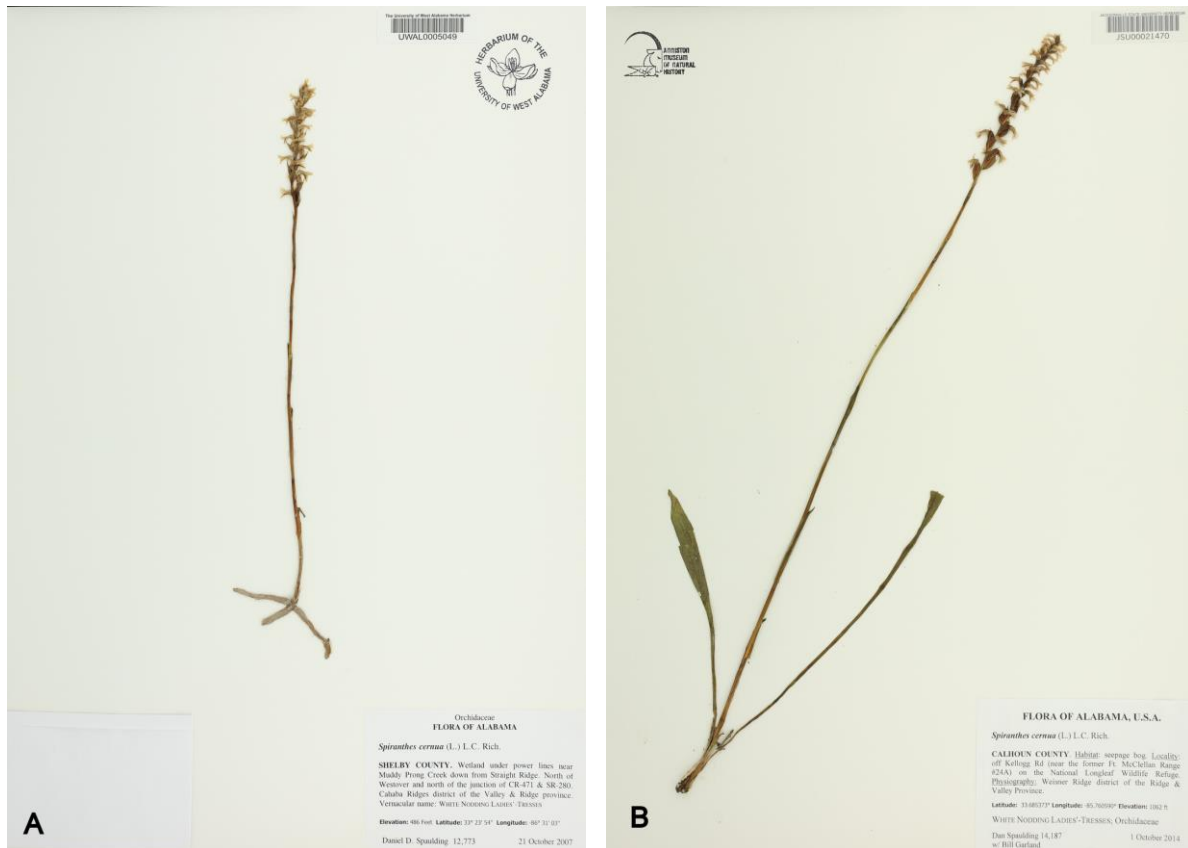 The University of West Alabama Herbarium
UWAL0005049
HERBARIUM OF THE
UNIVERSITY OF WEST ALABAMA
Orchidaceae
FLORA OF ALABAMA
Spiranthes cernua (L.) L.C. Rich.
SHELBY COUNTY. Wetland under power lines near
Muddy Prong Creek down from Straight Ridge. North of
Westover and north of the junction of CR-471 & SR-280.
Cahaba Ridges district of the Valley & Ridge province.
Vernacular name: WHITE NODDING LADIES'-TRESSES
Elevation: 486 Feet Latitude: 33° 23' 54" Longitude: -86° 31' 03"
Daniel D. Spaulding 12,773 21 October 2007
A
ANNISTON
MUSEUM
OF NATURAL
HISTORY
JSU00021470
FLORA OF ALABAMA, U.S.A.
Spiranthes cernua (L.) L.C. Rich.
CALHOUN COUNTY. Habitat: seepage bog. Locality:
off Kellogg Rd (near the former Ft. McClellan Range
#24A) on the National Longleaf Wildlife Refuge.
Physiography: Weisner Ridge district of the Ridge &
Valley Province.
Latitude: Longitude: Elevation: 1062 ft
WHITE NODDING LADIES'-TRESSES; Orchidaceae
Dan Spaulding 14,187 1 October 2014
w/ Bill Garland
B